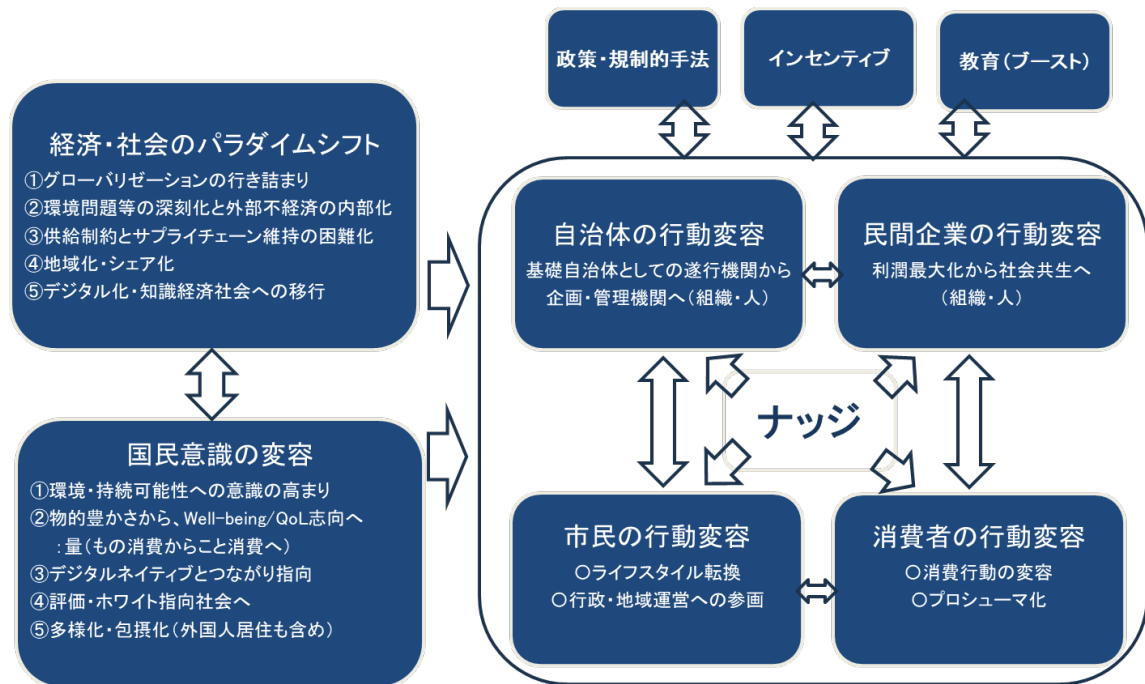 政策・規制的手法
インセンティブ
教育(ブースト)
経済・社会のパラダイムシフト
①グローバリゼーションの行き詰まり
②環境問題等の深刻化と外部不経済の内部化
③供給制約とサプライチェーン維持の困難化
④地域化・シェア化
⑤デジタル化・知識経済社会への移行
国民意識の変容
①環境・持続可能性への意識の高まり
②物的豊かさから、Well-being/QoL志向へ
:量(もの消費からこと消費へ)
③デジタルネイティブとつながり指向
④評価・ホワイト指向社会へ
⑤多様化・包摂化(外国人居住も含め)
自治体の行動変容
基礎自治体としての遂行機関から
企画・管理機関へ(組織・人)
民間企業の行動変容
利潤最大化から社会共生へ
(組織・人)
ナッジ
市民の行動変容
○ライフスタイル転換
○行政・地域運営への参画
消費者の行動変容
○消費行動の変容
○プロシューマ化